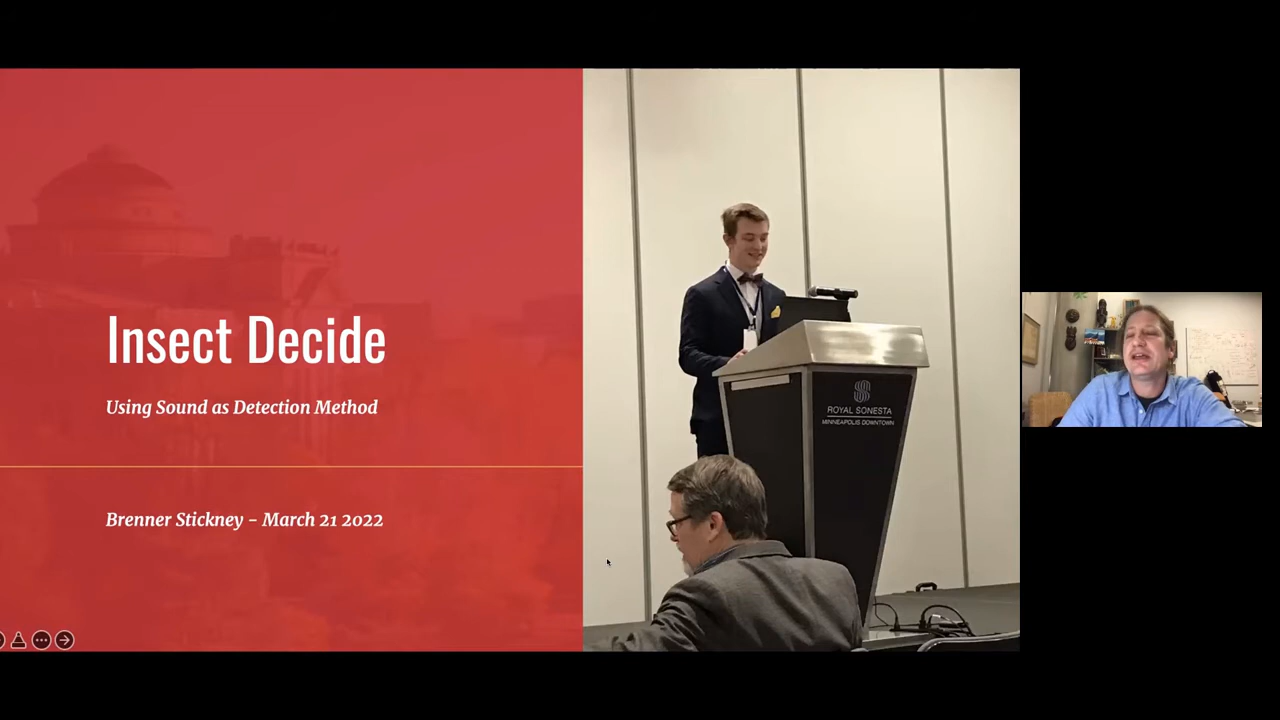 Insect Decide
Using Sound as Detection Method
Brenner Stickney - March 21 2022
ROYAL SONESTA
MINNEAPOLIS DOWNTOWN